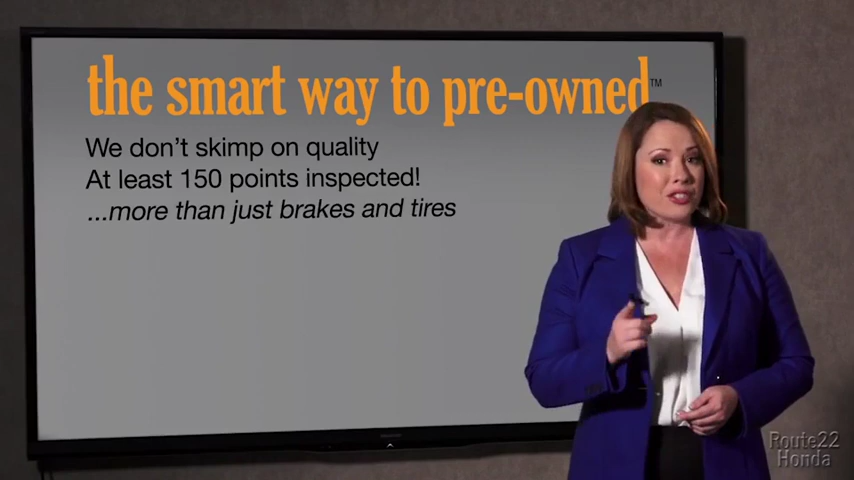 the smart way to pre-owned™
We don't skimp on quality
At least 150 points inspected!
...more than just brakes and tires
Route22
Honda